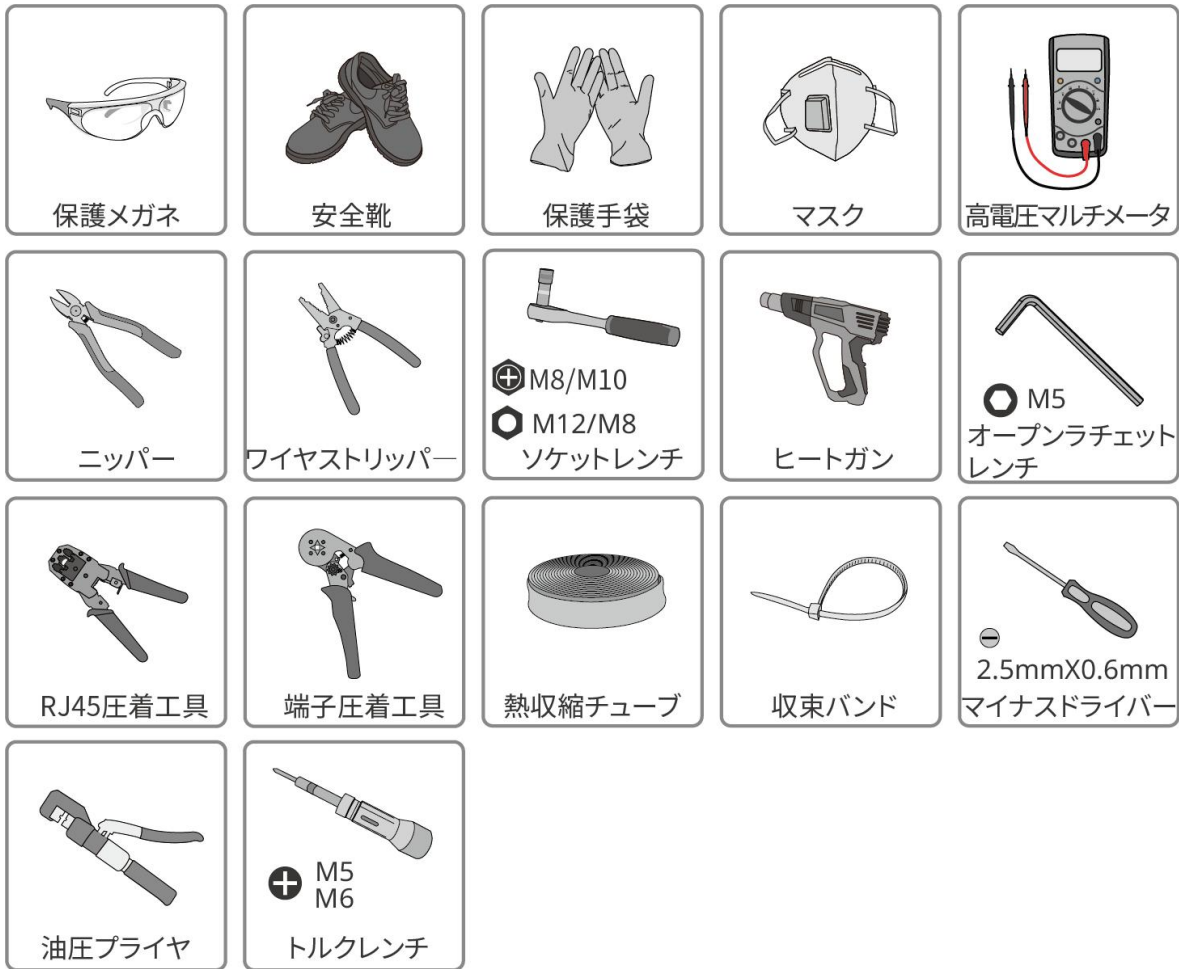 保護メガネ
安全靴
保護手袋
マスク
高電圧マルチメータ
ニッパー
ワイヤストリッパー
M8/M10
M12/M8
ソケットレンチ
ヒートガン
M5
オープンラチェット
レンチ
RJ45圧着工具
端子圧着工具
熱収縮チューブ
収束バンド
2.5mmX0.6mm
マイナスドライバー
油圧プライヤ
M5
M6
トルクレンチ